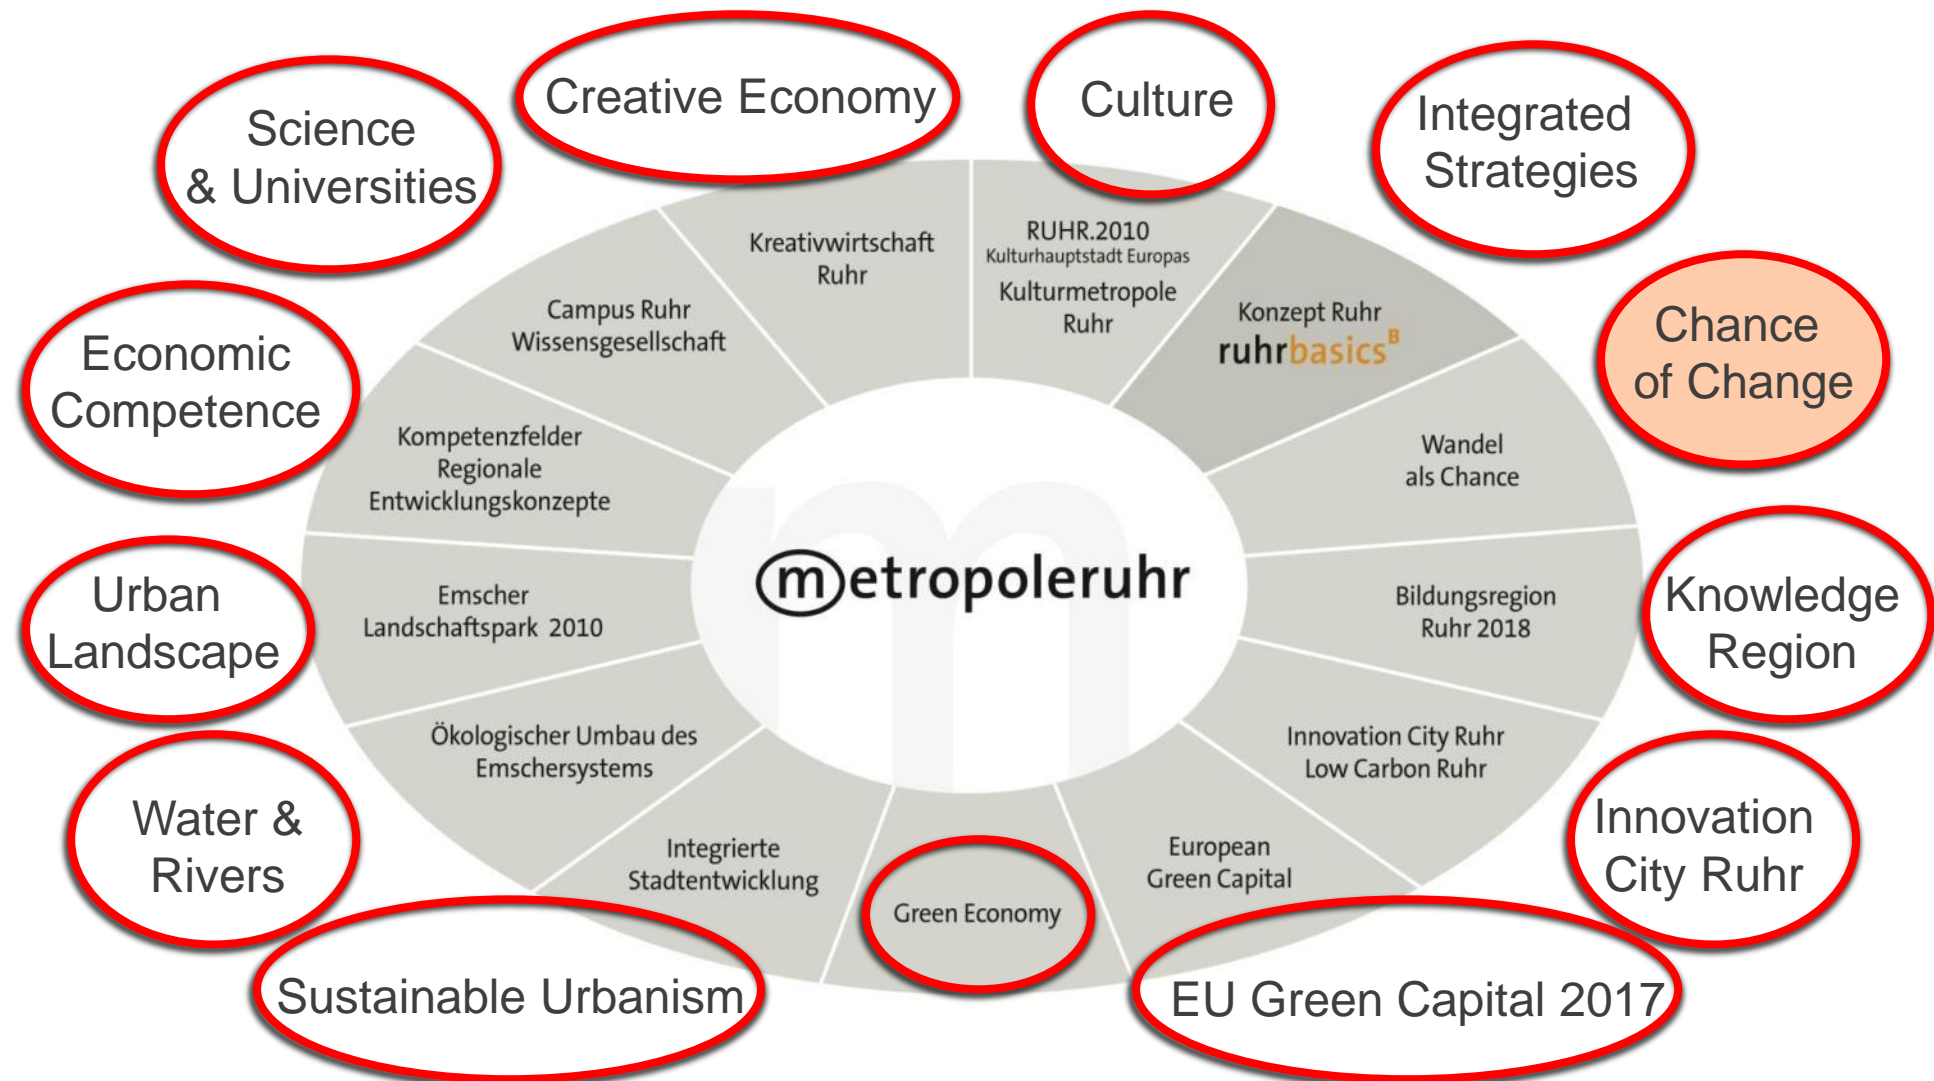 Creative Economy
Culture
Integrated
Strategies
Science
& Universities
Chance
of Change
Economic
Competence
Kreativwirtschaft
Ruhr
RUHR.2010
Kulturhauptstadt Europas
Kulturmetropole
Ruhr
Konzept Ruhr
ruhrbasicsᴮ
Campus Ruhr
Wissensgesellschaft
Wandel
als Chance
Kompetenzfelder
Regionale
Entwicklungskonzepte
metropoleruhr
Urban
Landscape
Emscher
Landschaftspark 2010
Bildungsregion
Ruhr 2018
Knowledge
Region
Ökologischer Umbau des
Emschersystems
Innovation City Ruhr
Low Carbon Ruhr
Water &
Rivers
Innovation
City Ruhr
Integrierte
Stadtentwicklung
Green Economy
European
Green Capital
Sustainable Urbanism
EU Green Capital 2017